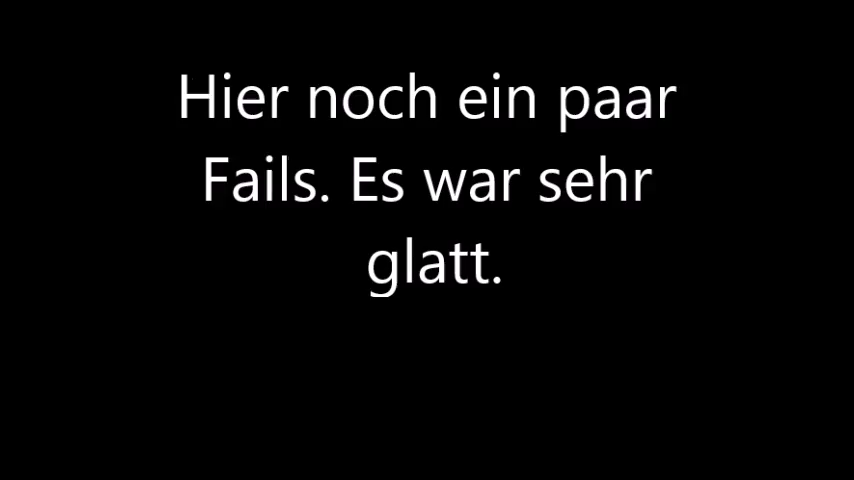 Hier noch ein paar
Fails. Es war sehr
glatt.